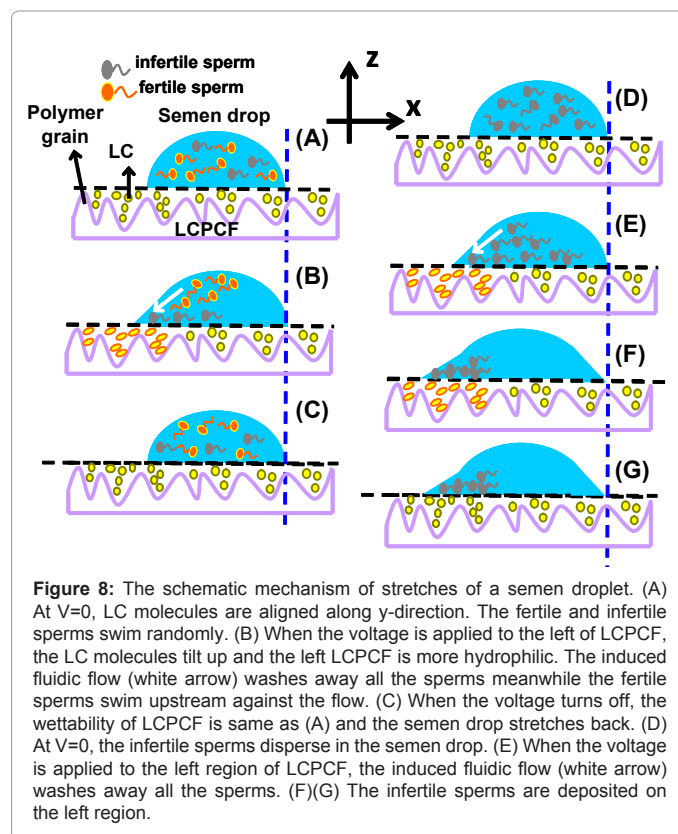 infertile sperm
fertile sperm
Polymer
grain
LC
Semen drop
LCPCF
Z
X
(A)
(B)
(C)
(D)
(E)
(F)
(G)
Figure 8: The schematic mechanism of stretches of a semen droplet. (A)
At V=0, LC molecules are aligned along y-direction. The fertile and infertile
sperms swim randomly. (B) When the voltage is applied to the left of LCPCF,
the LC molecules tilt up and the left LCPCF is more hydrophilic. The induced
fluidic flow (white arrow) washes away all the sperms meanwhile the fertile
sperms swim upstream against the flow. (C) When the voltage turns off, the
wettability of LCPCF is same as (A) and the semen drop stretches back. (D)
At V=0, the infertile sperms disperse in the semen drop. (E) When the voltage
is applied to the left region of LCPCF, the induced fluidic flow (white arrow)
washes away all the sperms. (F)(G) The infertile sperms are deposited on
the left region.